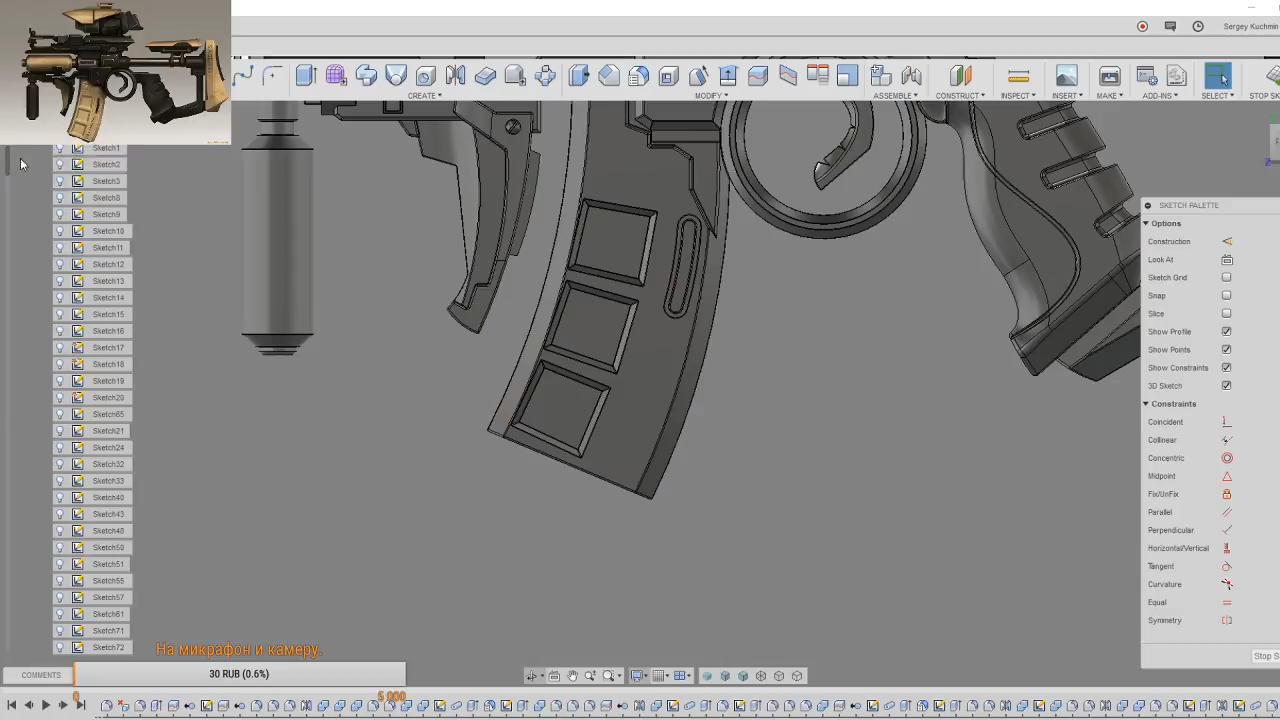 Sergey Kuchmin
CREATE
MODIFY
ASSEMBLE
CONSTRUCT
INSPECT
INSERT
MAKE
ADD-INS
SELECT
STOP SK
Sketch1
Sketch2
Sketch3
Sketch8
Sketch9
Sketch10
Sketch11
Sketch12
Sketch13
Sketch14
Sketch15
Sketch16
Sketch17
Sketch18
Sketch19
Sketch20
Sketch65
Sketch21
Sketch24
Sketch32
Sketch33
Sketch40
Sketch43
Sketch48
Sketch50
Sketch51
Sketch55
Sketch57
Sketch61
Sketch71
Sketch72
SKETCH PALETTE
Options
Construction
Look At
Sketch Grid
Snap
Slice
Show Profile
Show Points
Show Constraints
3D Sketch
Constraints
Coincident
Collinear
Concentric
Midpoint
Fix/UnFix
Parallel
Perpendicular
Horizontal/Vertical
Tangent
Curvature
Equal
Symmetry
Stop S
На микрафон и камеру.
COMMENTS
30 RUB (0.6%)
0
5 000